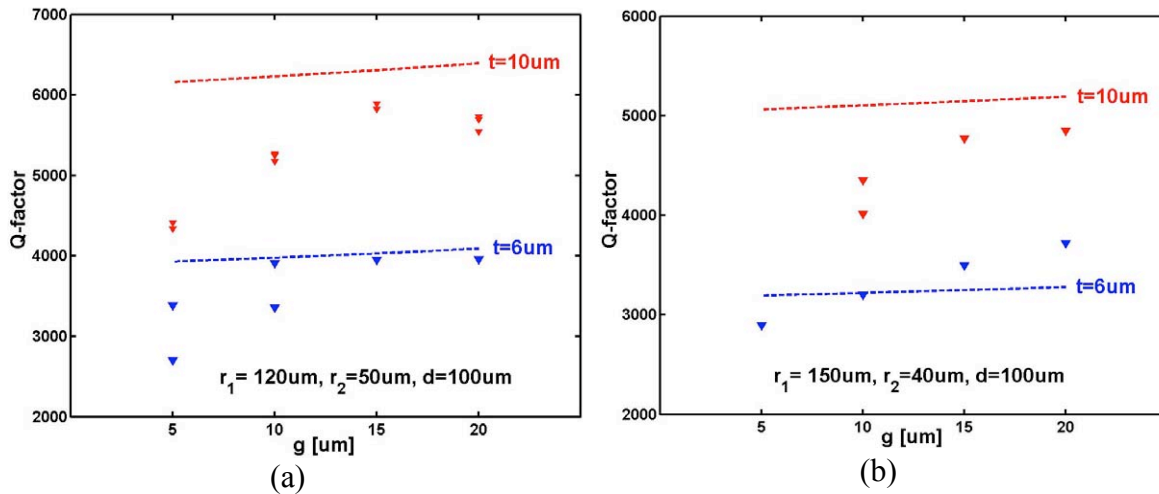 7000
6000
5000
4000
3000
2000
Q-factor
t=10um
t=6um
r₁= 120um, r₂=50um, d=100um
5 10 15 20
g [um]
(a)
6000
5000
4000
3000
2000
Q-factor
t=10um
t=6um
r₁= 150um, r₂=40um, d=100um
5 10 15 20
g [um]
(b)